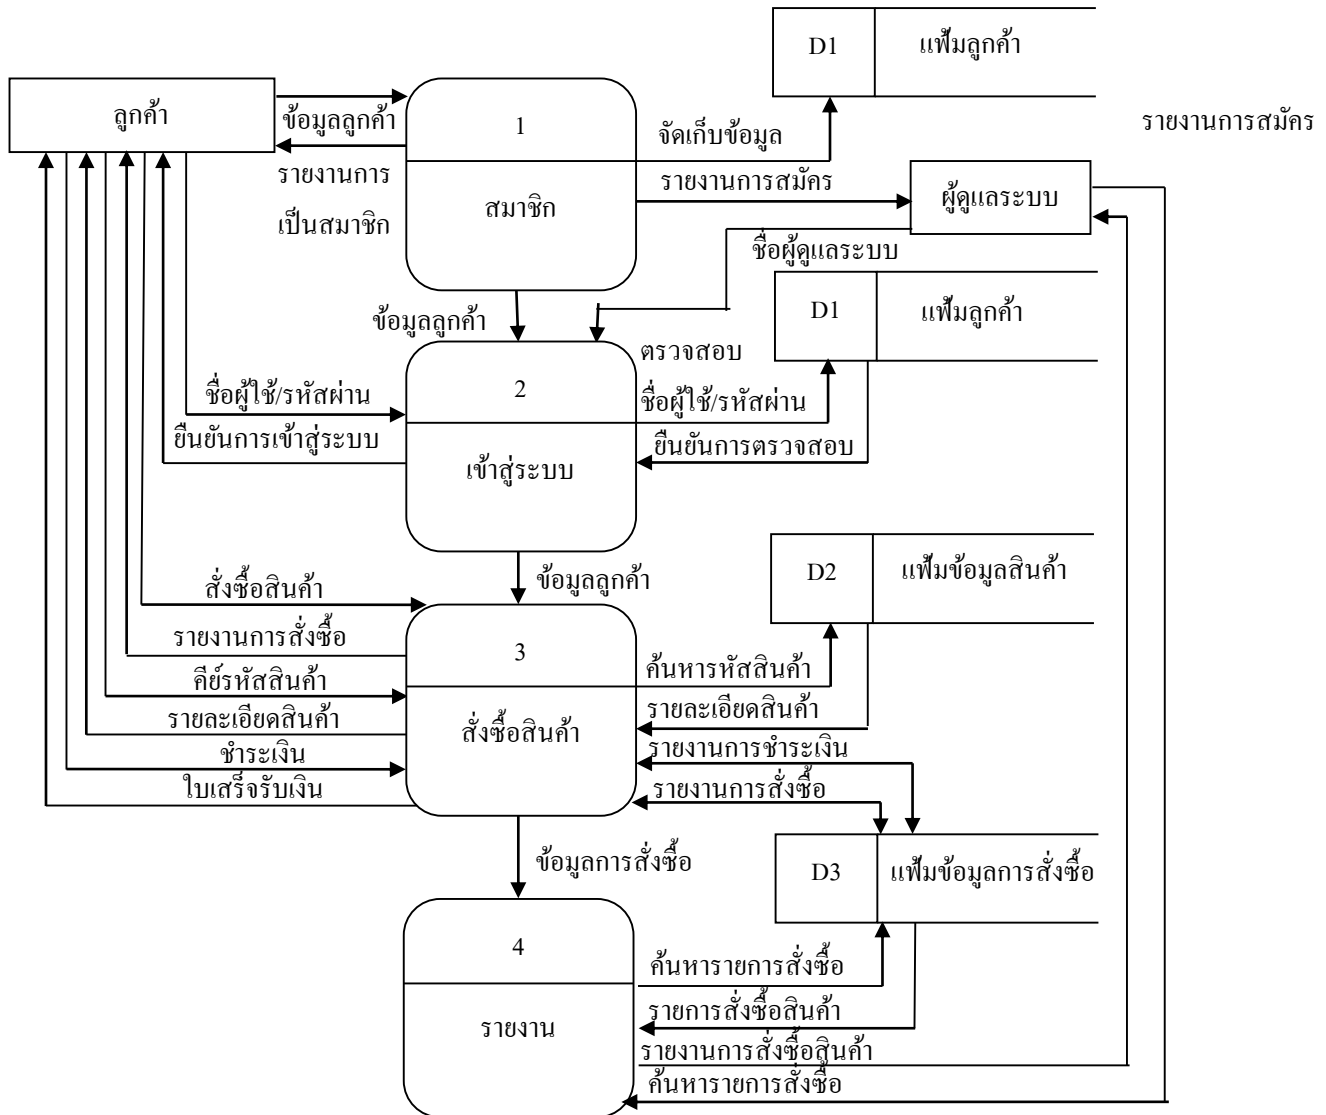 D1
แฟ้มลูกค้า
ลูกค้า
ข้อมูลลูกค้า
1
จัดเก็บข้อมูล
รายงานการสมัคร
รายงานการ
เป็นสมาชิก
สมาชิก
รายงานการสมัคร
ผู้ดูแลระบบ
ชื่อผู้ดูแลระบบ
ข้อมูลลูกค้า
D1
แฟ้มลูกค้า
ตรวจสอบ
ชื่อผู้ใช้/รหัสผ่าน
2
ชื่อผู้ใช้/รหัสผ่าน
ยืนยันการเข้าสู่ระบบ
เข้าสู่ระบบ
ยืนยันการตรวจสอบ
ข้อมูลลูกค้า
D2
แฟ้มข้อมูลสินค้า
สั่งซื้อสินค้า
รายงานการสั่งซื้อ
3
ค้นหารหัสสินค้า
คีย์รหัสสินค้า
รายละเอียดสินค้า
สั่งซื้อสินค้า
รายละเอียดสินค้า
ชำระเงิน
รายงานการชำระเงิน
ใบเสร็จรับเงิน
รายงานการสั่งซื้อ
ข้อมูลการสั่งซื้อ
D3
แฟ้มข้อมูลการสั่งซื้อ
4
ค้นหารายการสั่งซื้อ
รายงาน
รายการสั่งซื้อสินค้า
รายงานการสั่งซื้อสินค้า
ค้นหารายการสั่งซื้อ